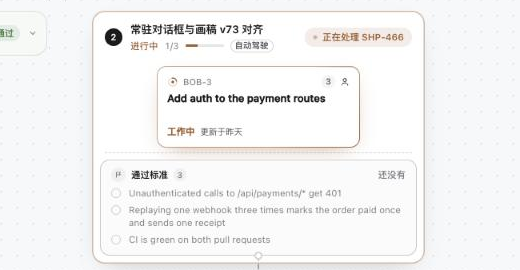 通过
2
常驻对话框与画稿 v73 对齐
进行中 1/3 自动驾驶
正在处理 SHP-466
BOB-3
3
Add auth to the payment routes
工作中 更新于昨天
通过标准 3
还没有
Unauthenticated calls to /api/payments/* get 401
Replaying one webhook three times marks the order paid once
and sends one receipt
CI is green on both pull requests